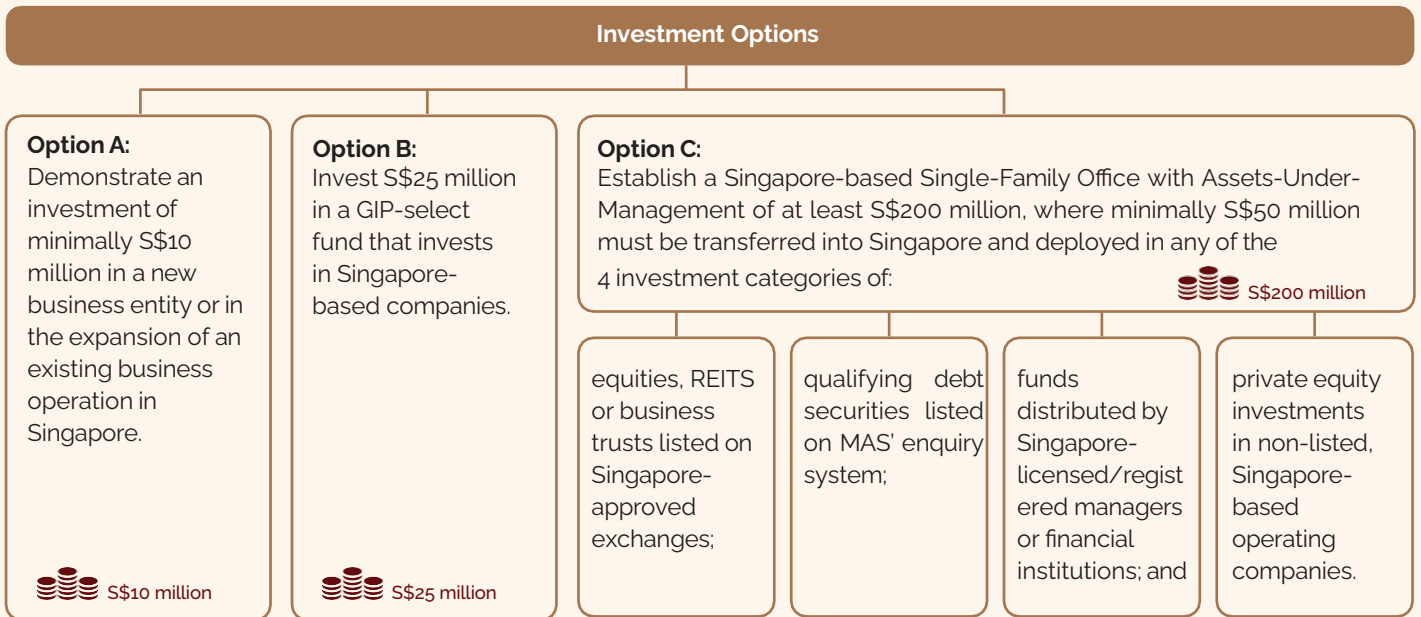 Investment Options
Option A:
Demonstrate an
investment of
minimally S$10
million in a new
business entity or in
the expansion of an
existing business
operation in
Singapore.
S$10 million
Option B:
Invest S$25 million
in a GIP-select
fund that invests
in Singapore-
based companies.
S$25 million
Option C:
Establish a Singapore-based Single-Family Office with Assets-Under-
Management of at least S$200 million, where minimally S$50 million
must be transferred into Singapore and deployed in any of the
4 investment categories of:
S$200 million
equities, REITS
or business
trusts listed on
Singapore-
approved
exchanges;
qualifying debt
securities listed
on MAS' enquiry
system;
funds
distributed by
Singapore-
licensed/regist
ered managers
or financial
institutions; and
private equity
investments
in non-listed,
Singapore-
based
operating
companies.